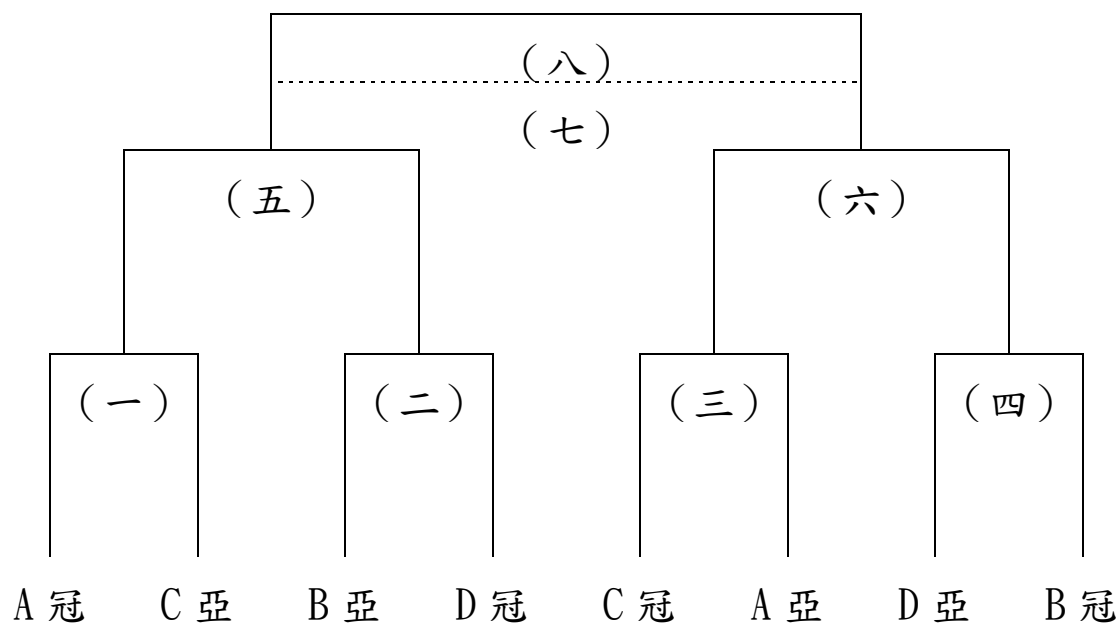 (八)
(七)
(五) (六)
(一) (二) (三) (四)
A冠 C亞 B亞 D冠 C冠 A亞 D亞 B冠